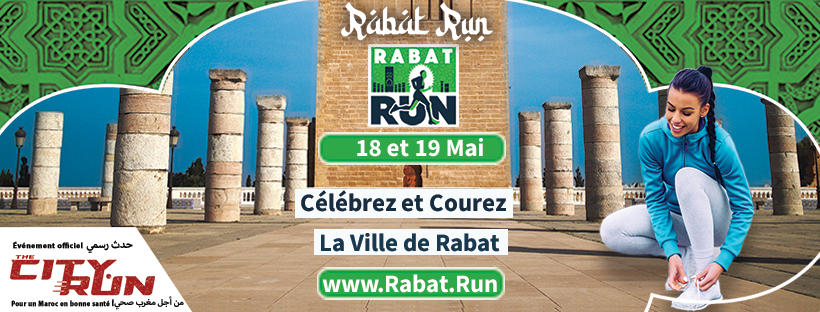 Rabat Run
RABAT
RUN
18 et 19 Mai
Célébrez et Courez
La Ville de Rabat
www.Rabat.Run
Événement officiel حدث رسمي
THE
CITY
RUN
Pour un Maroc en bonne santé ! من أجل مغرب صحي